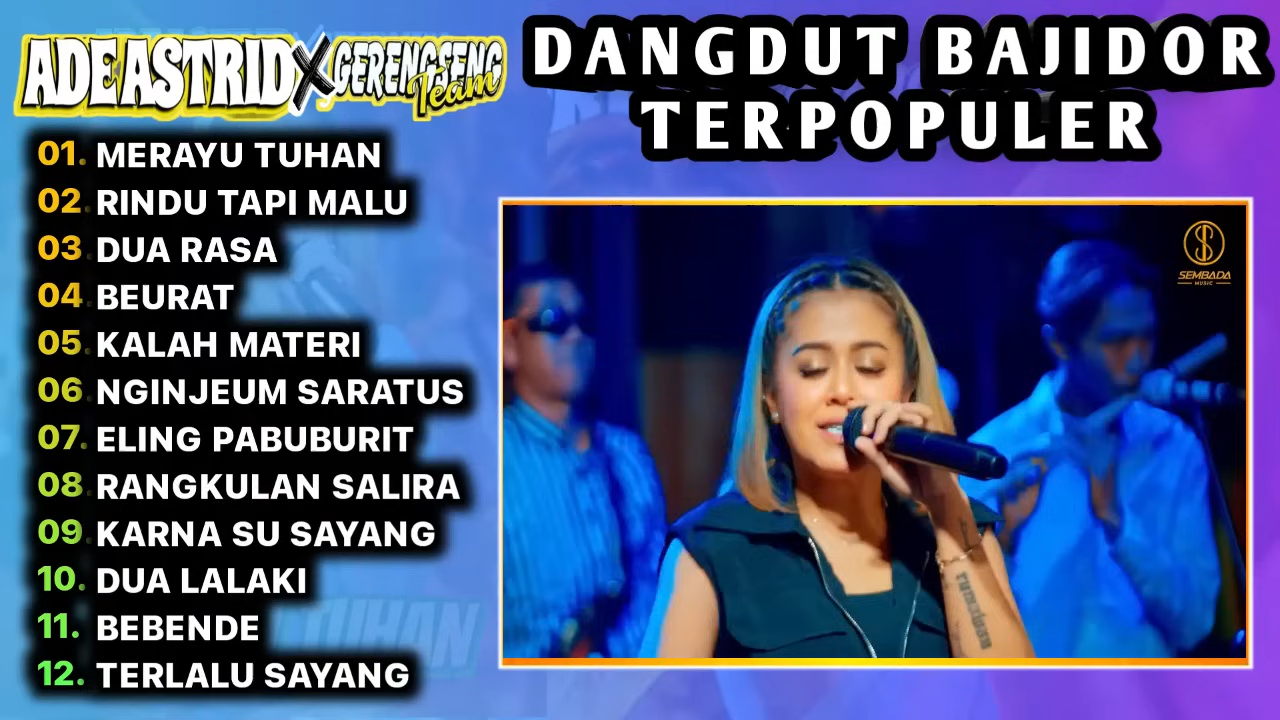 ADE ASTRID X GERENGSENG Team
DANGDUT BAJIDOR
TERPOPULER
01. MERAYU TUHAN
02. RINDU TAPI MALU
03. DUA RASA
04. BEURAT
05. KALAH MATERI
06. NGINJEUM SARATUS
07. ELING PABUBURIT
08. RANGKULAN SALIRA
09. KARNA SU SAYANG
10. DUA LALAKI
11. BEBENDE
12. TERLALU SAYANG
SEMBADA
MUSIC
TUHAN